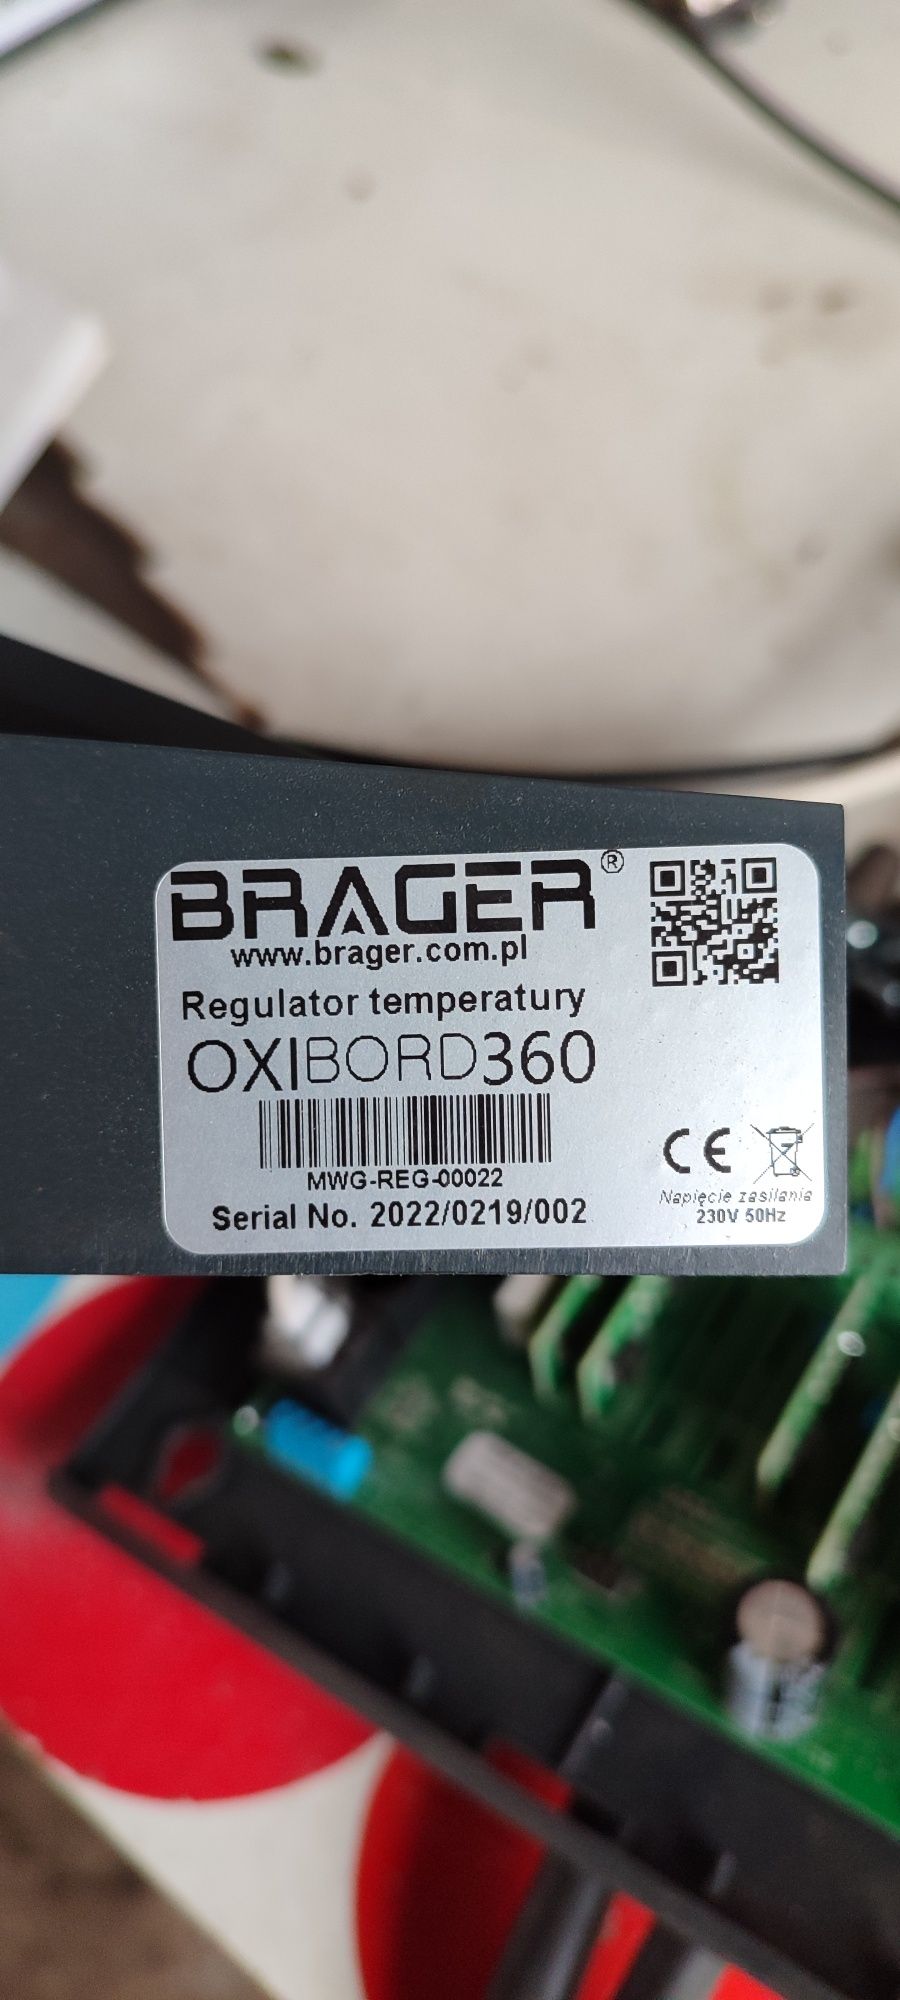 BRAGER®
www.brager.com.pl
Regulator temperatury
OXIBORD360
MWG-REG-00022
Serial No. 2022/0219/002
CE
Napięcie zasilania
230V 50Hz